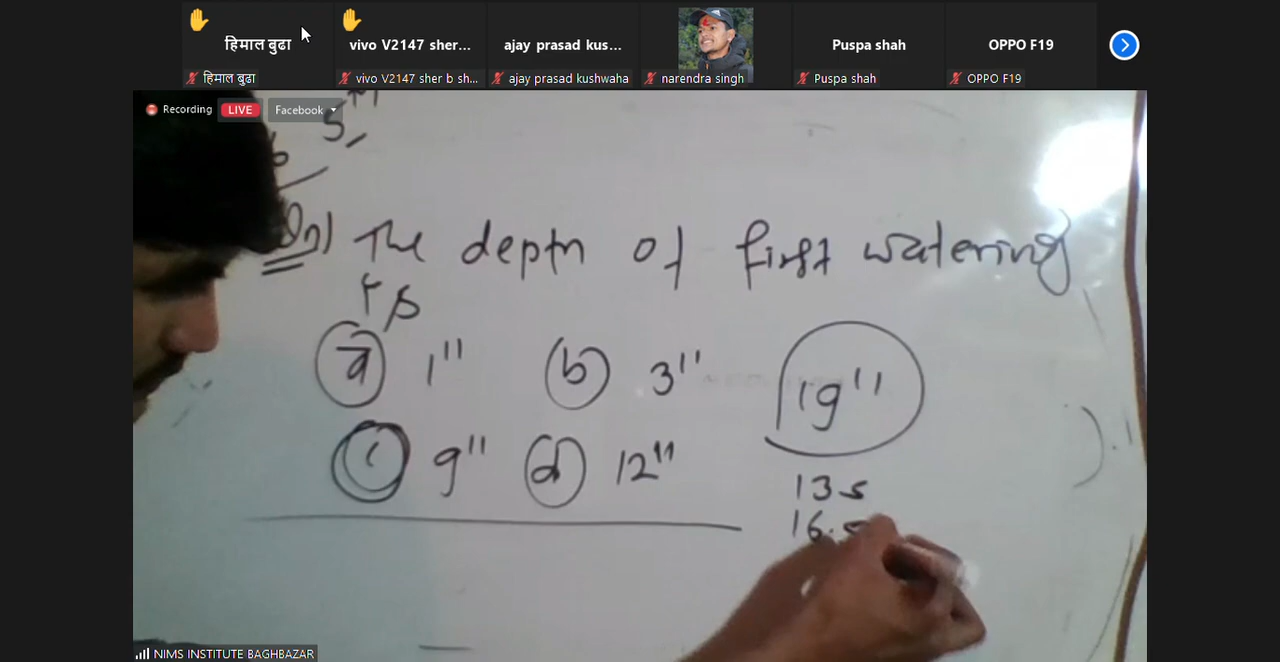 हिमाल बुढा
vivo V2147 sher...
ajay prasad kus...
Puspa shah
OPPO F19
हिमाल बुढा
vivo V2147 sher b sh...
ajay prasad kushwaha
narendra singh
Puspa shah
OPPO F19
Recording LIVE Facebook
The depth of first watering
is
a 1" b 3"
c 9" d 12"
19"
135
16.5
NIMS INSTITUTE BAGHBAZAR